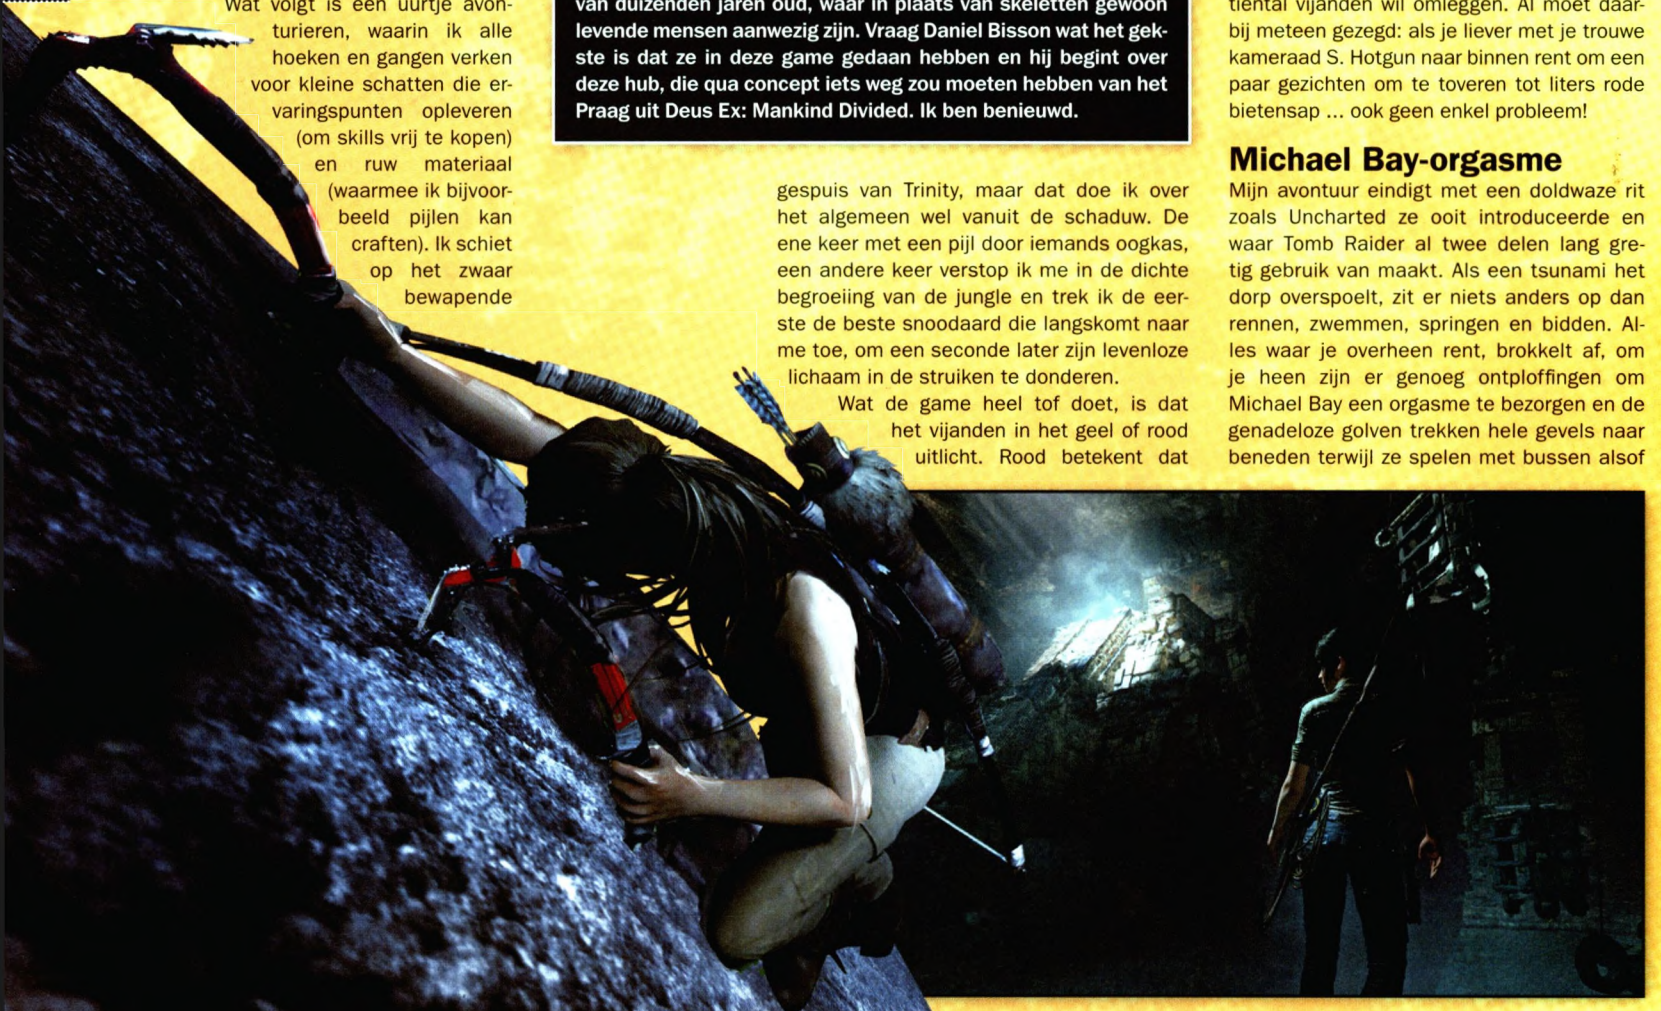 Wat volgt is een uurtje avon-
turieren, waarin ik alle
hoeken en gangen verken
voor kleine schatten die er-
varingspunten opleveren
(om skills vrij te kopen)
en ruw materiaal
(waarmee ik bijvoor-
beeld pijlen kan
craften). Ik schiet
op het zwaar
bewapende
van duizenden jaren oud, waar in plaats van skeletten gewoon
levende mensen aanwezig zijn. Vraag Daniel Bisson wat het gek-
ste is dat ze in deze game gedaan hebben en hij begint over
deze hub, die qua concept iets weg zou moeten hebben van het
Praag uit Deus Ex: Mankind Divided. Ik ben benieuwd.
gespuis van Trinity, maar dat doe ik over
het algemeen wel vanuit de schaduw. De
ene keer met een pijl door iemands oogkas,
een andere keer verstop ik me in de dichte
begroeiing van de jungle en trek ik de eer-
ste de beste snoodaard die langskomt naar
me toe, om een seconde later zijn levenloze
lichaam in de struiken te donderen.
Wat de game heel tof doet, is dat
het vijanden in het geel of rood
uitlicht. Rood betekent dat
tiental vijanden wil omleggen. Al moet daar-
bij meteen gezegd: als je liever met je trouwe
kameraad S. Hotgun naar binnen rent om een
paar gezichten om te toveren tot liters rode
bietensap ... ook geen enkel probleem!
Michael Bay-orgasme
Mijn avontuur eindigt met een doldwaze rit
zoals Uncharted ze ooit introduceerde en
waar Tomb Raider al twee delen lang gre-
tig gebruik van maakt. Als een tsunami het
dorp overspoelt, zit er niets anders op dan
rennen, zwemmen, springen en bidden. Al-
les waar je overheen rent, brokkelt af, om
je heen zijn er genoeg ontploffingen om
Michael Bay een orgasme te bezorgen en de
genadeloze golven trekken hele gevels naar
beneden terwijl ze spelen met bussen alsof